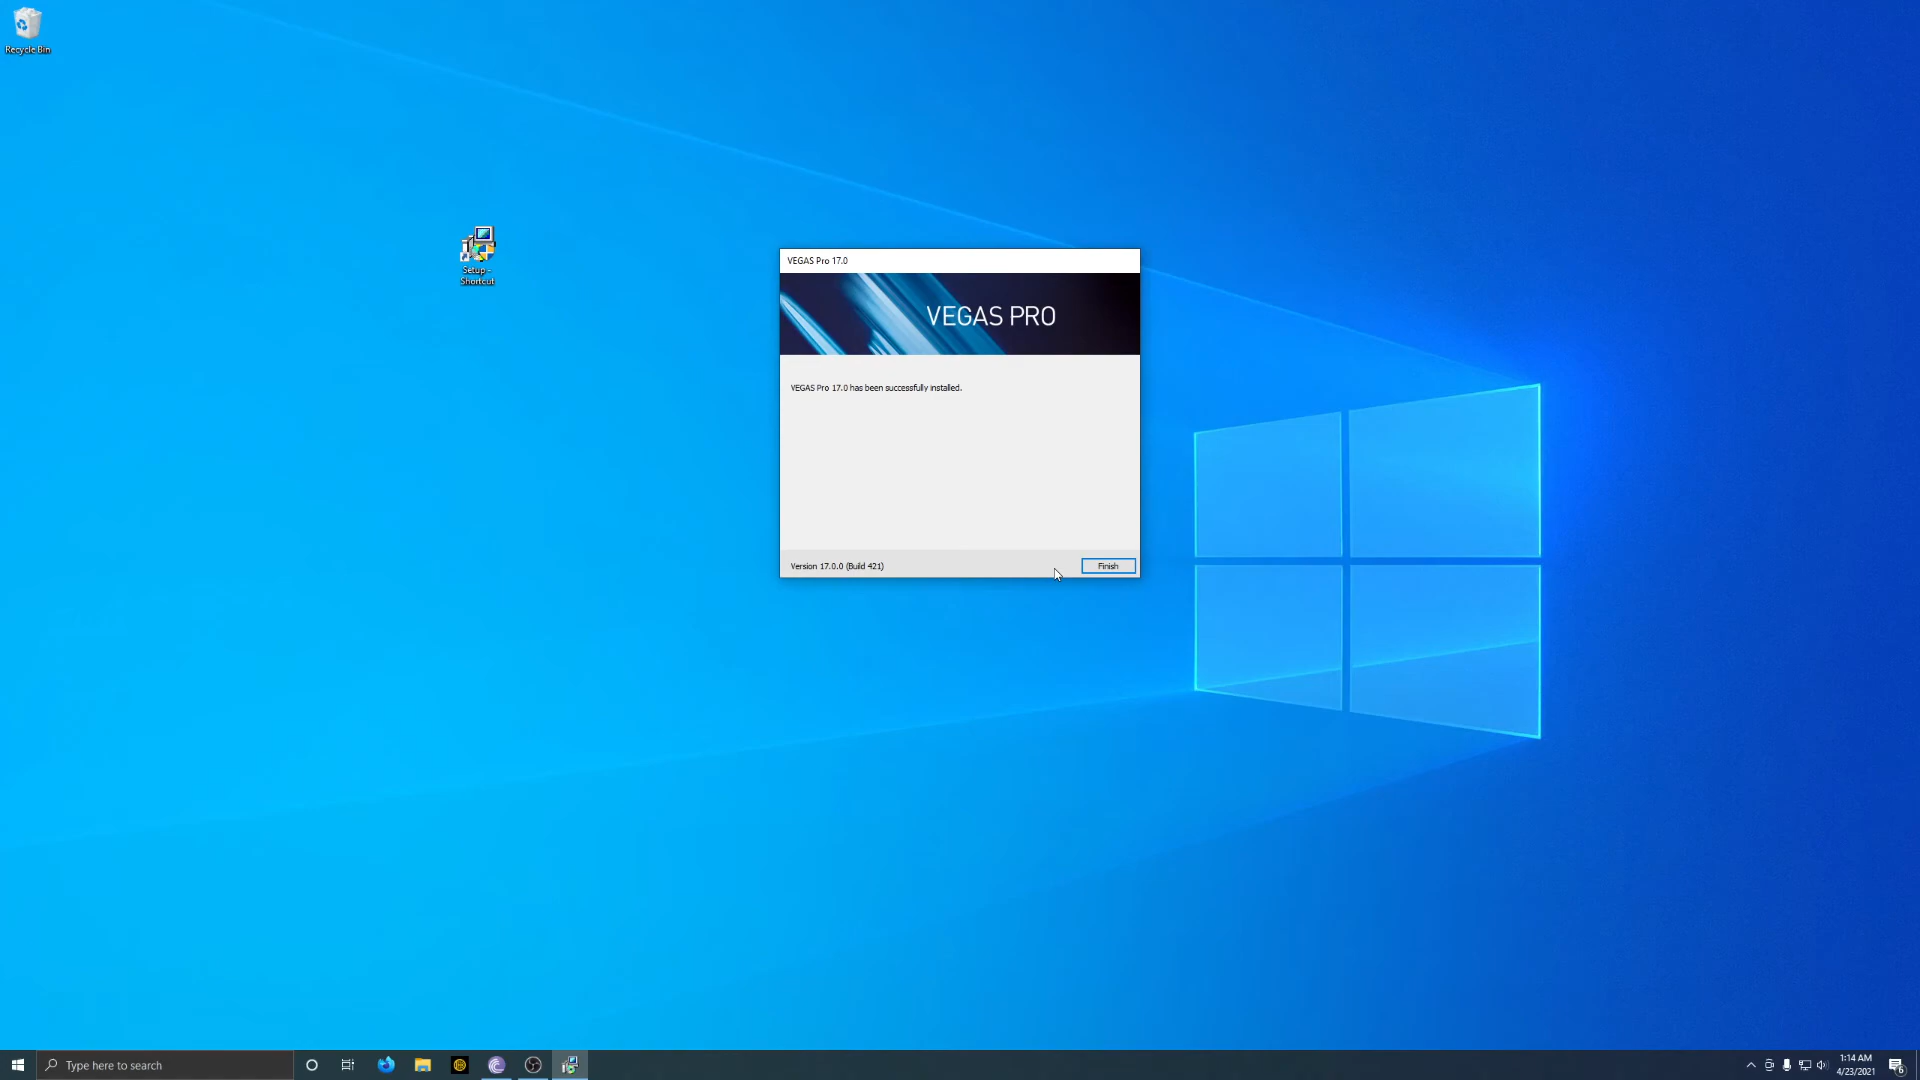 Recycle Bin
Setup -
Shortcut
VEGAS Pro 17.0
VEGAS PRO
VEGAS Pro 17.0 has been successfully installed.
Version 17.0.0 (Build 421)
Finish
Type here to search
1:14 AM
4/23/2021
6